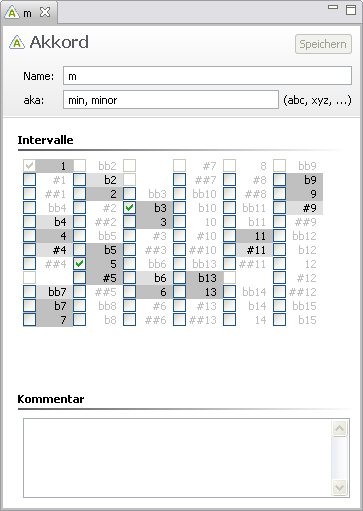 m
Akkord
Speichern
Name: m
aka: min, minor (abc, xyz, ...)
Intervalle
1 bb2 #7 8 bb9
#1 b2 ##7 #8 b9
##1 2 bb3 bb10 ##8 9
bb4 #2 b3 b10 bb11 #9
b4 ##2 3 10 b11 ##9
4 bb5 #3 #10 11 bb12
#4 b5 ##3 ##10 #11 b12
##4 5 bb6 bb13 ##11 12
#5 b6 b13 #12
bb7 ##5 6 13 bb14 ##12
b7 bb8 #6 #13 b14 bb15
7 b8 ##6 ##13 14 b15
Kommentar